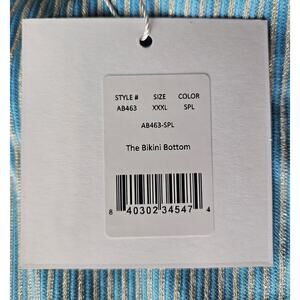 STYLE # SIZE COLOR
AB463 XXXL SPL
AB463-SPL
The Bikini Bottom
8 40302 34547 4